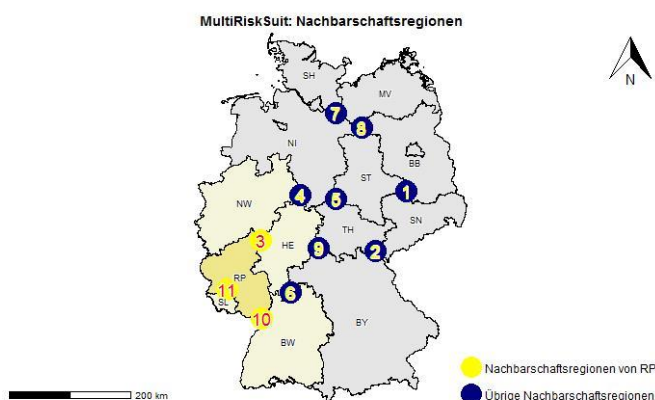 MultiRiskSuit: Nachbarschaftsregionen
N
SH
MV
7
8
NI
BB
ST
4
5
1
NW
SN
3
HE
TH
9
2
RP
11
6
SL
10
BW
BY
Nachbarschaftsregionen von RP
200 km
Übrige Nachbarschaftsregionen